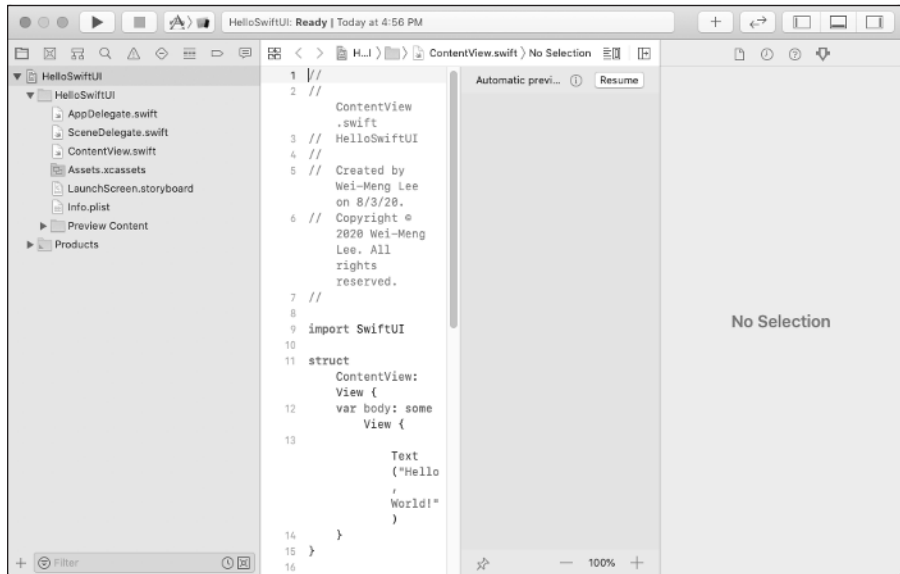 HelloSwiftUI: Ready | Today at 4:56 PM
H...I
ContentView.swift
No Selection
HelloSwiftUI
HelloSwiftUI
AppDelegate.swift
SceneDelegate.swift
ContentView.swift
Assets.xcassets
LaunchScreen.storyboard
Info.plist
Preview Content
Products
Filter
1 //
2 //
ContentView
.swift
3 // HelloSwiftUI
4 //
5 // Created by
Wei-Meng Lee
on 8/3/20.
6 // Copyright ©
2020 Wei-Meng
Lee. All
rights
reserved.
7 //
8
9 import SwiftUI
10
11 struct
ContentView:
View {
12 var body: some
View {
13
Text
("Hello
,
World!"
)
14 }
15 }
16
Automatic previ... Resume
100%
No Selection